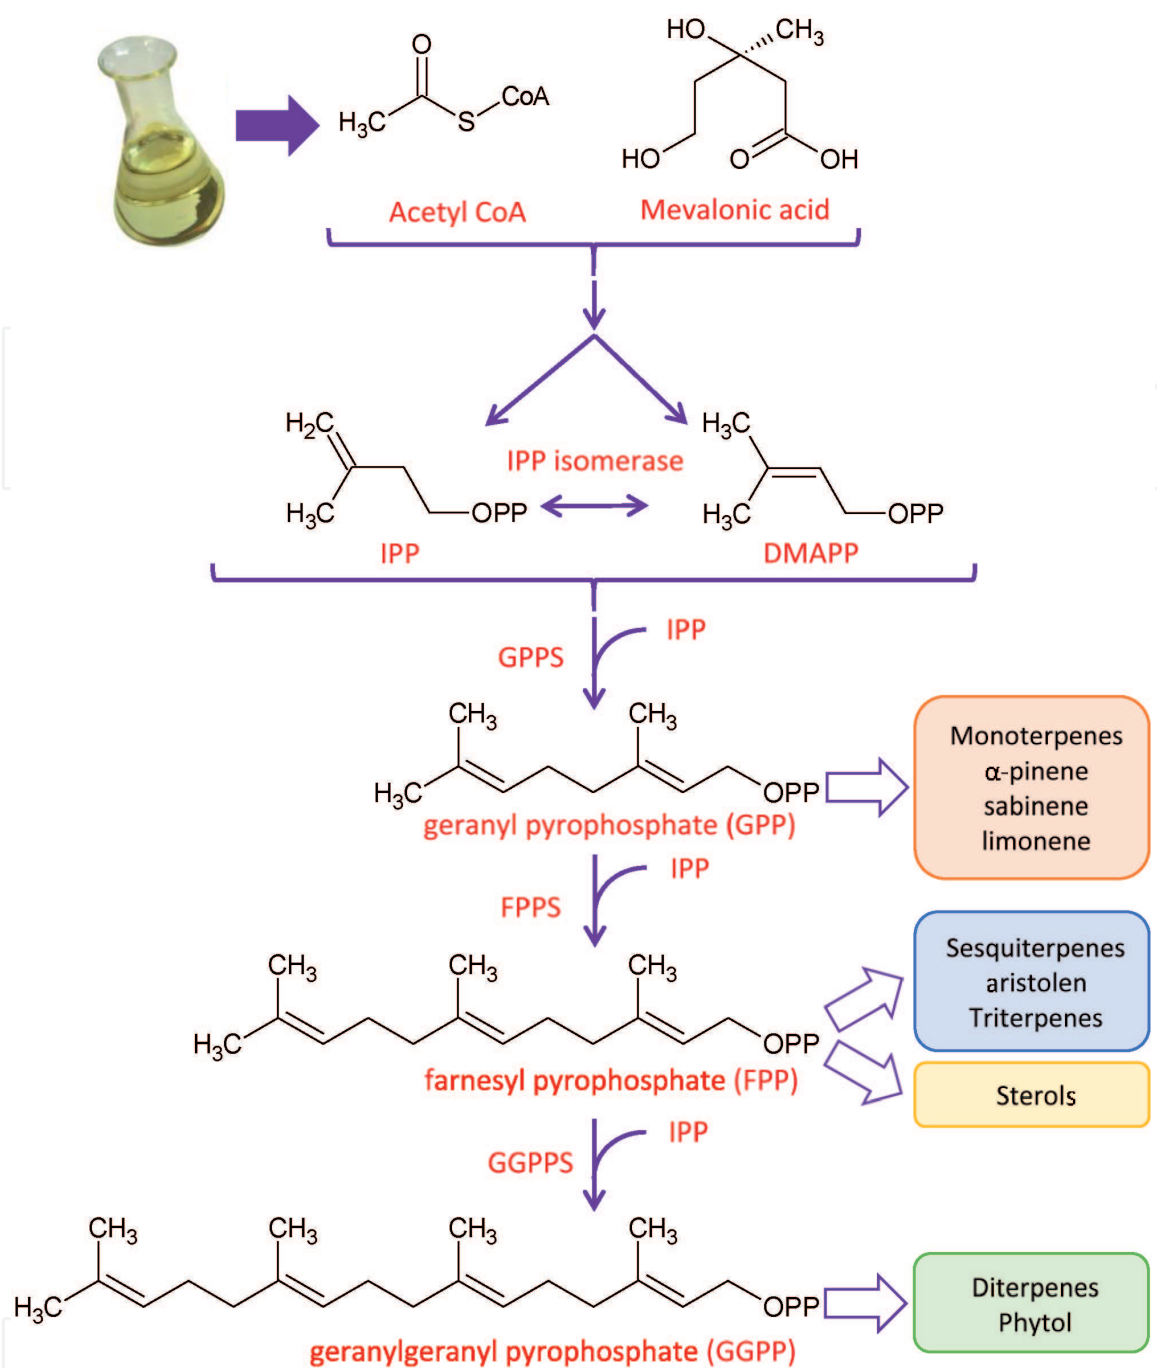 O
CoA
H₃C
S
HO
CH₃
HO
O
OH
Acetyl CoA
Mevalonic acid
H₂C
H₃C
OPP
IPP
IPP isomerase
H₃C
H₃C
OPP
DMAPP
IPP
GPPS
CH₃
CH₃
H₃C
OPP
geranyl pyrophosphate (GPP)
Monoterpenes
α-pinene
sabinene
limonene
IPP
FPPS
CH₃
CH₃
CH₃
H₃C
OPP
farnesyl pyrophosphate (FPP)
Sesquiterpenes
aristolen
Triterpenes
Sterols
IPP
GGPPS
CH₃
CH₃
CH₃
CH₃
H₃C
OPP
geranylgeranyl pyrophosphate (GGPP)
Diterpenes
Phytol